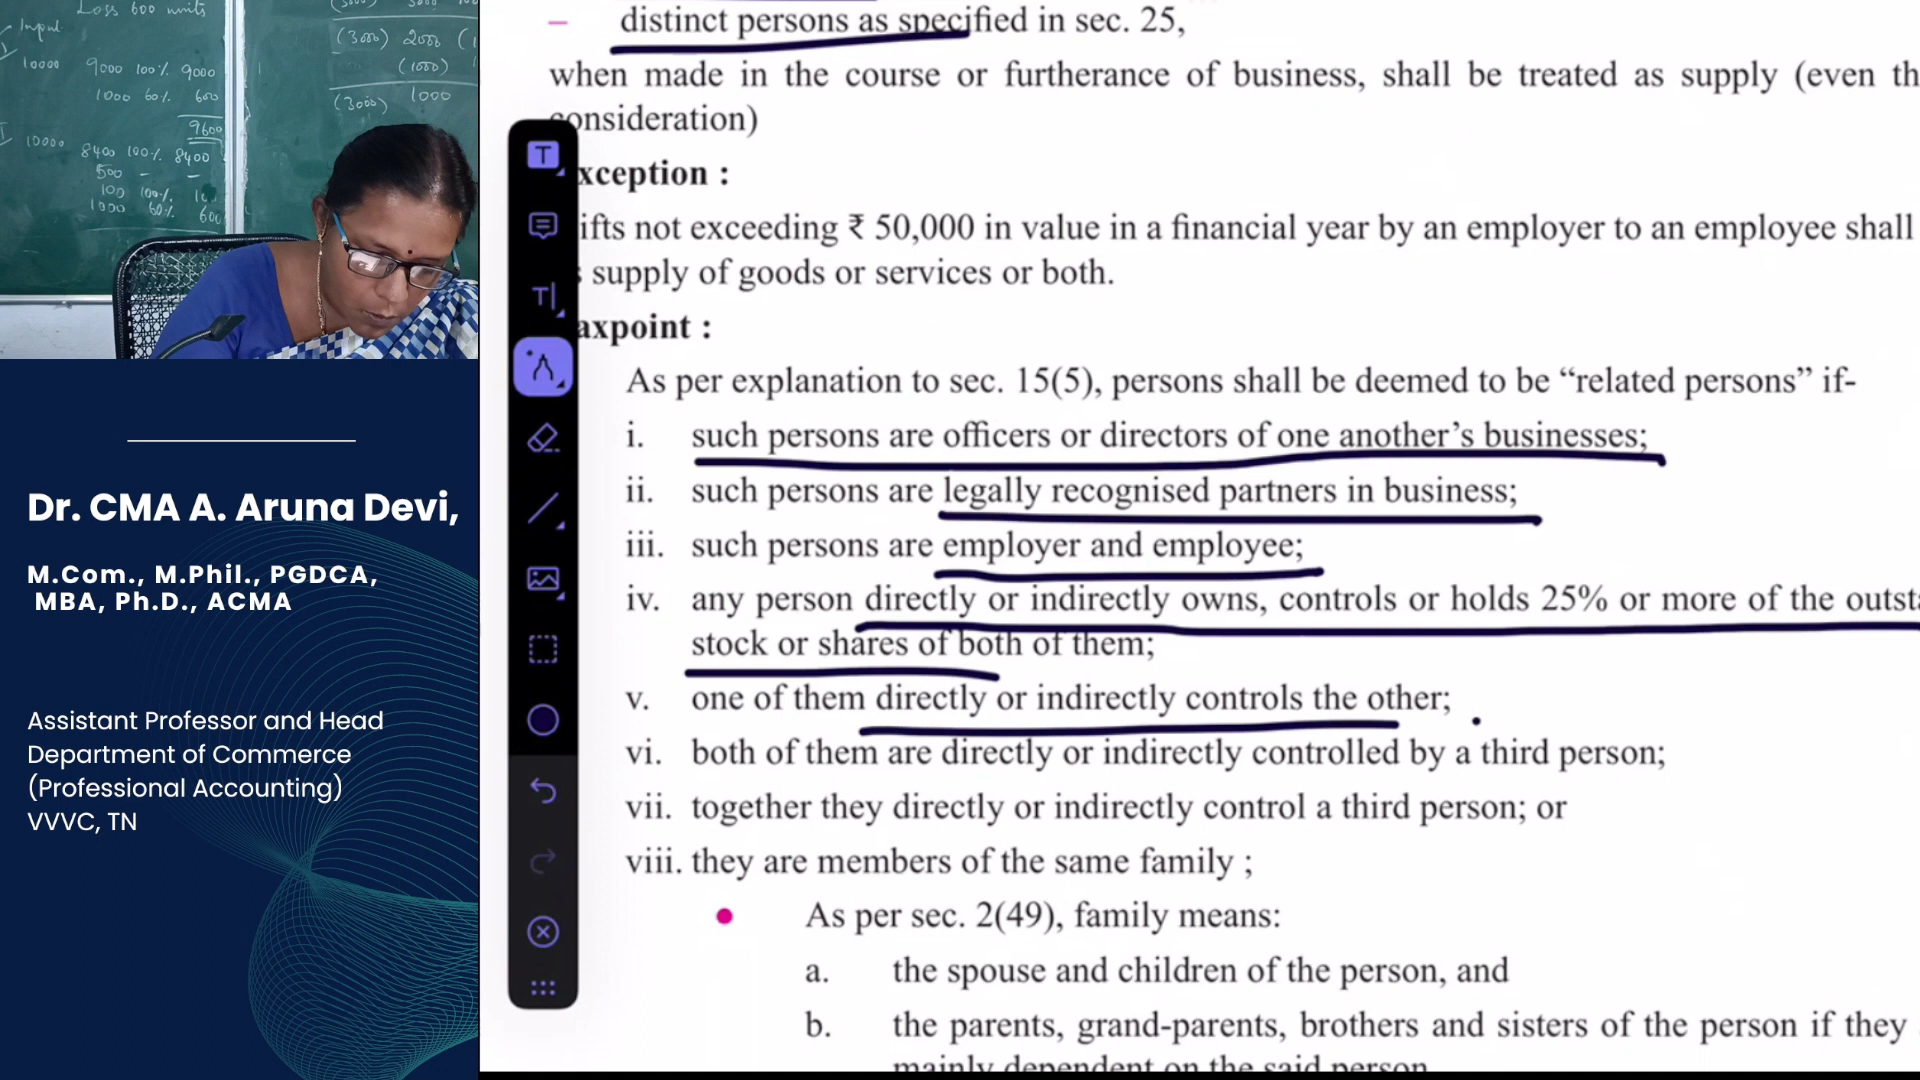 Loss 600 units
Input
10000 9000 100% 9000
1000 60% 600
9600
10000 8400 100% 8400
500 - -
100 100%
1000 60% 600
(3000) 2000
(1000)
(3000) 1000
Dr. CMA A. Aruna Devi,
M.Com., M.Phil., PGDCA,
MBA, Ph.D., ACMA
Assistant Professor and Head
Department of Commerce
(Professional Accounting)
VVVC, TN
– distinct persons as specified in sec. 25,
when made in the course or furtherance of business, shall be treated as supply (even th
consideration)
xception :
ifts not exceeding ₹ 50,000 in value in a financial year by an employer to an employee shall
supply of goods or services or both.
axpoint :
As per explanation to sec. 15(5), persons shall be deemed to be “related persons” if-
i. such persons are officers or directors of one another’s businesses;
ii. such persons are legally recognised partners in business;
iii. such persons are employer and employee;
iv. any person directly or indirectly owns, controls or holds 25% or more of the outst
stock or shares of both of them;
v. one of them directly or indirectly controls the other;
vi. both of them are directly or indirectly controlled by a third person;
vii. together they directly or indirectly control a third person; or
viii. they are members of the same family ;
• As per sec. 2(49), family means:
a. the spouse and children of the person, and
b. the parents, grand-parents, brothers and sisters of the person if they
mainly dependent on the said person